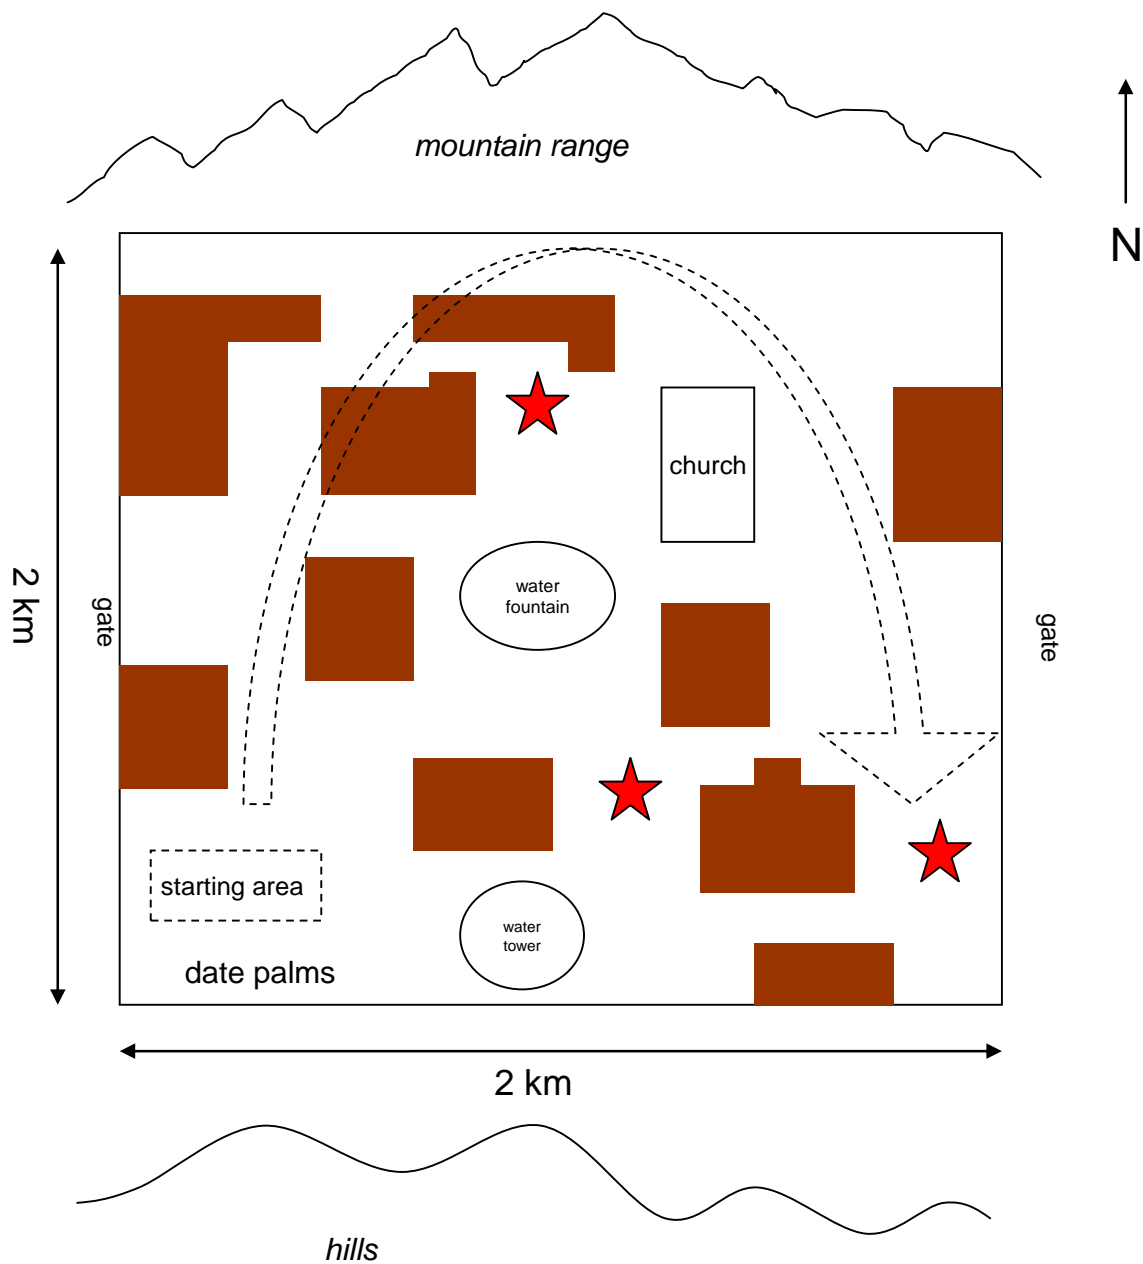 mountain range
N
church
water
fountain
2 km
gate
gate
starting area
water
tower
date palms
2 km
hills